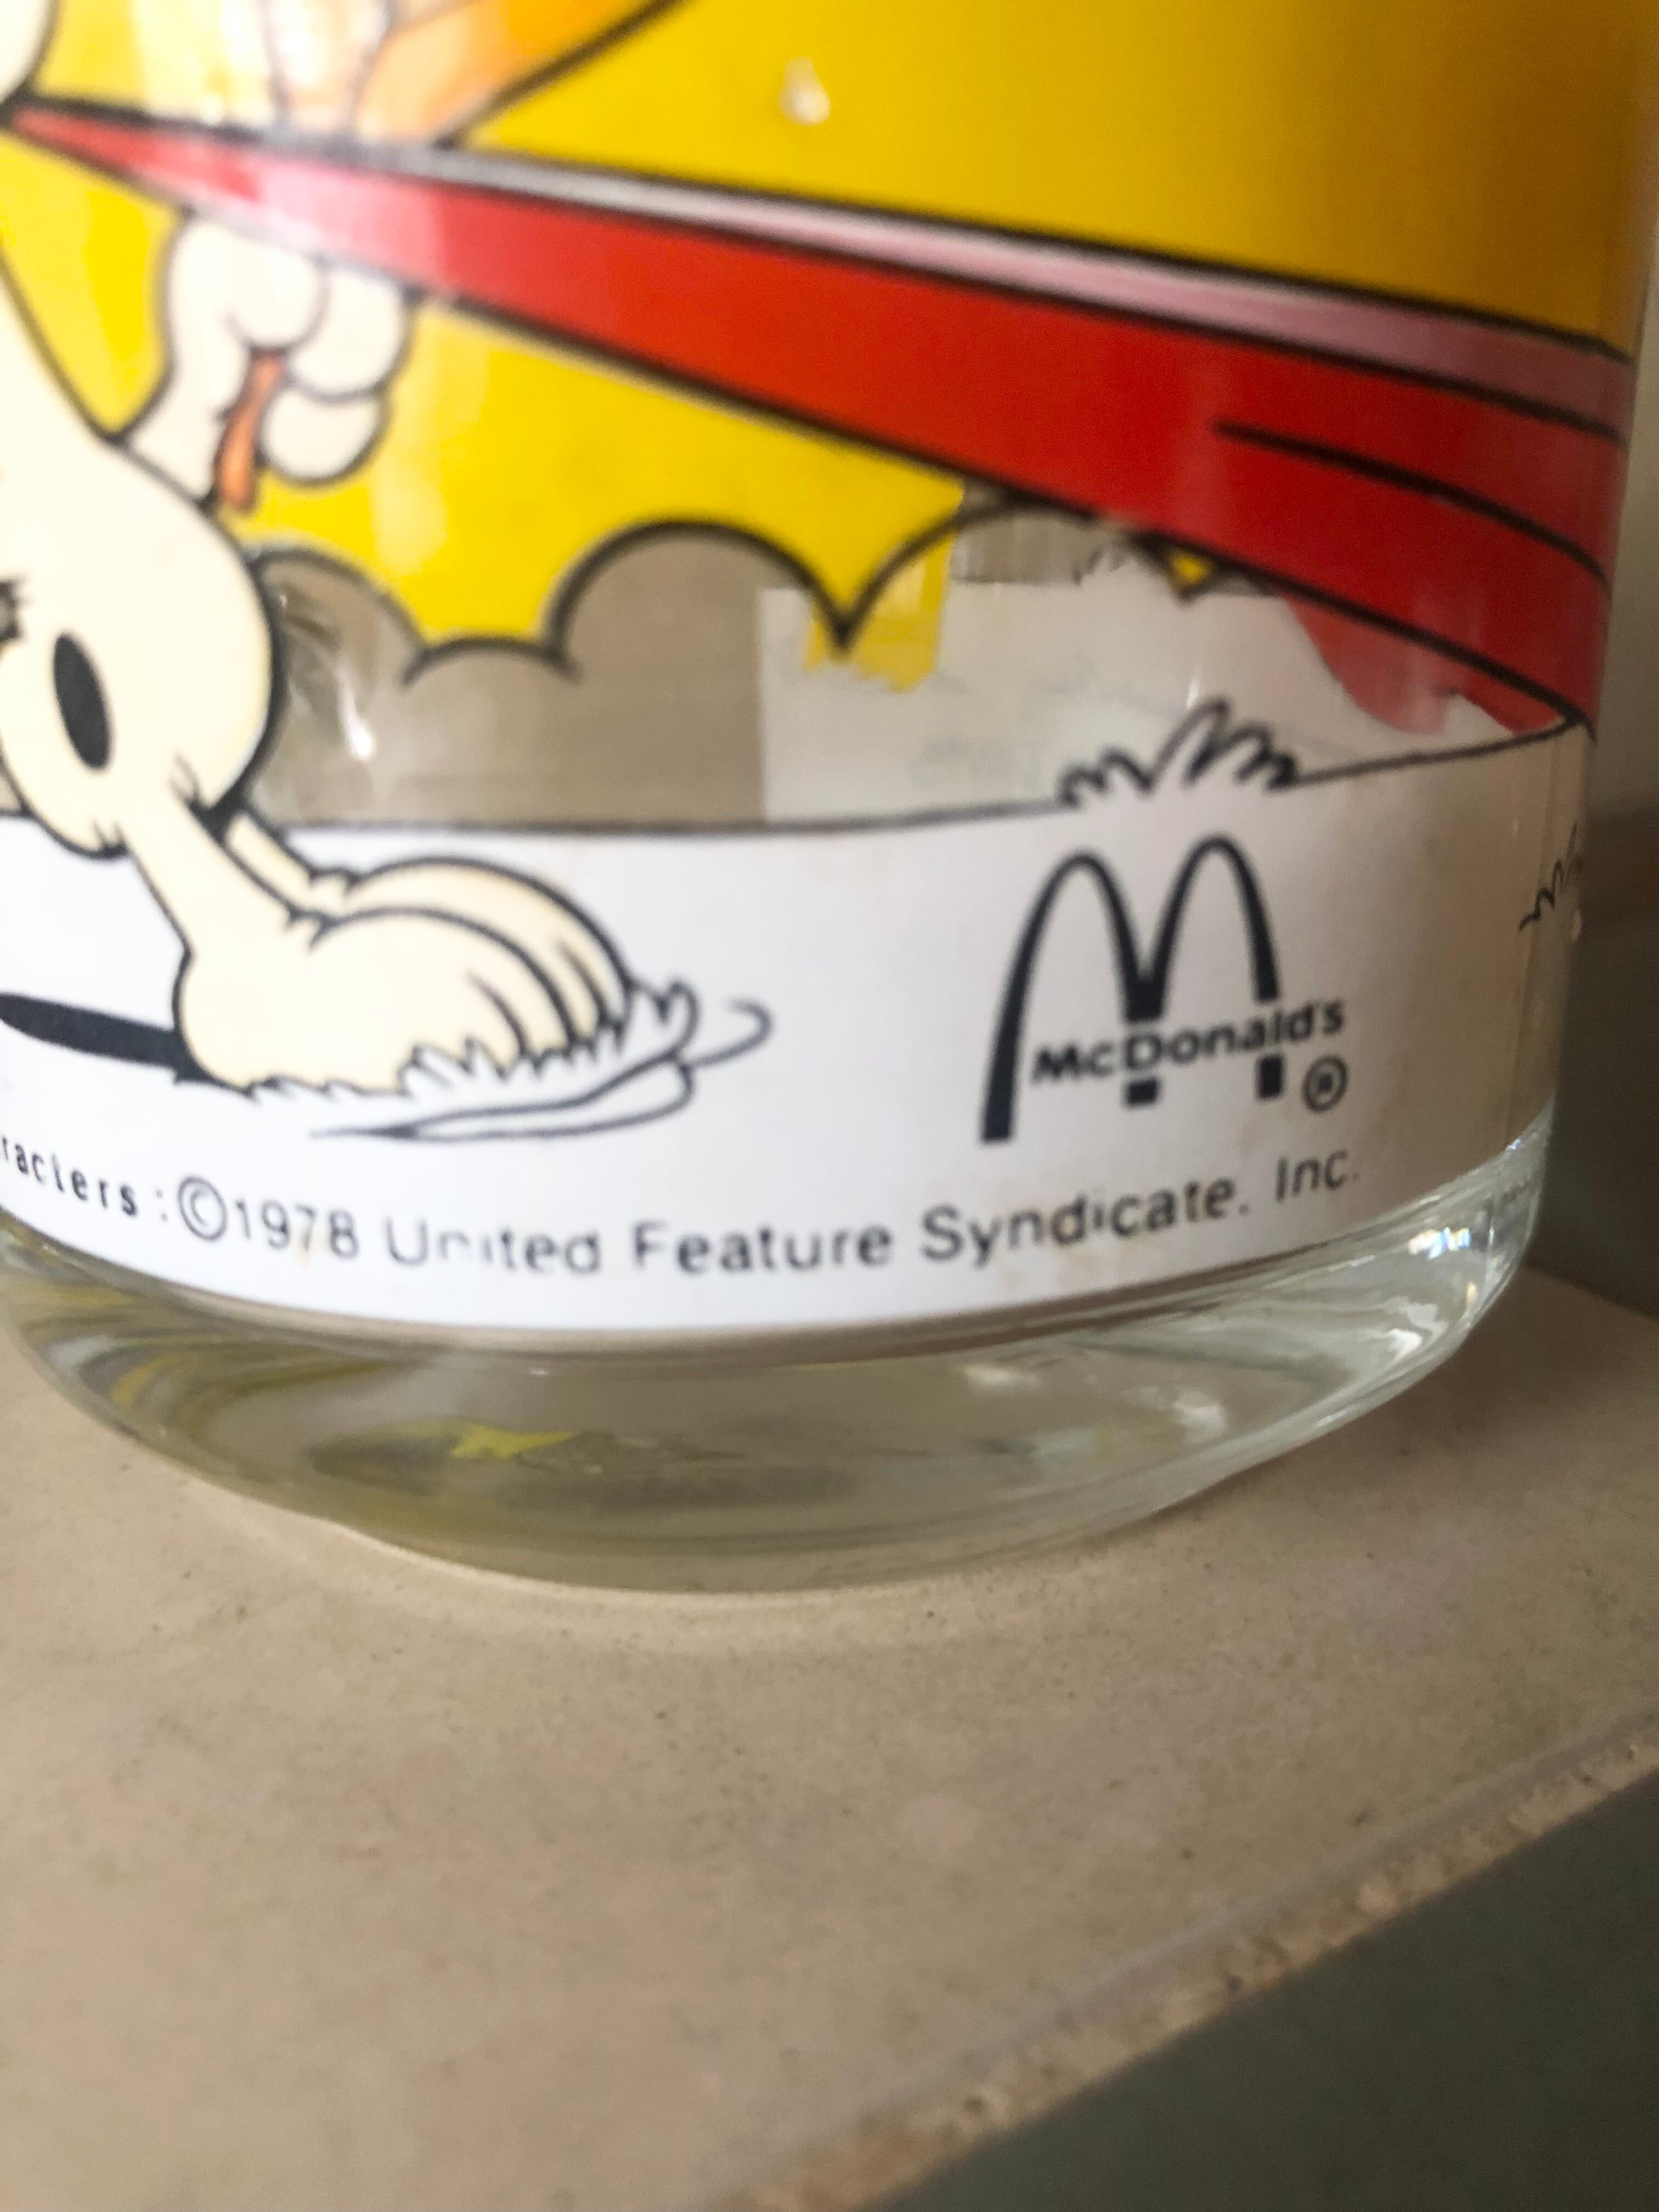 McDonald's
®
racters : ©1978 United Feature Syndicate. Inc.